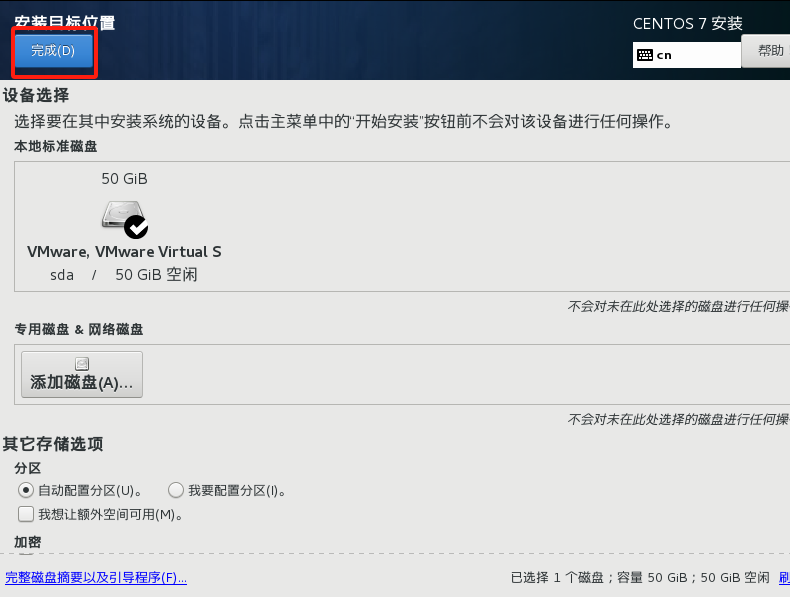 安装目标位置
CENTOS 7 安装
完成(D)
cn
帮助
设备选择
选择要在其中安装系统的设备。点击主菜单中的“开始安装”按钮前不会对该设备进行任何操作。
本地标准磁盘
50 GiB
VMware, VMware Virtual S
sda / 50 GiB 空闲
不会对未在此处选择的磁盘进行任何操
专用磁盘 & 网络磁盘
添加磁盘(A)...
不会对未在此处选择的磁盘进行任何操
其它存储选项
分区
自动配置分区(U)。 我要配置分区(I)。
我想让额外空间可用(M)。
加密
完整磁盘摘要以及引导程序(F)... 已选择 1 个磁盘；容量 50 GiB；50 GiB 空闲 刷